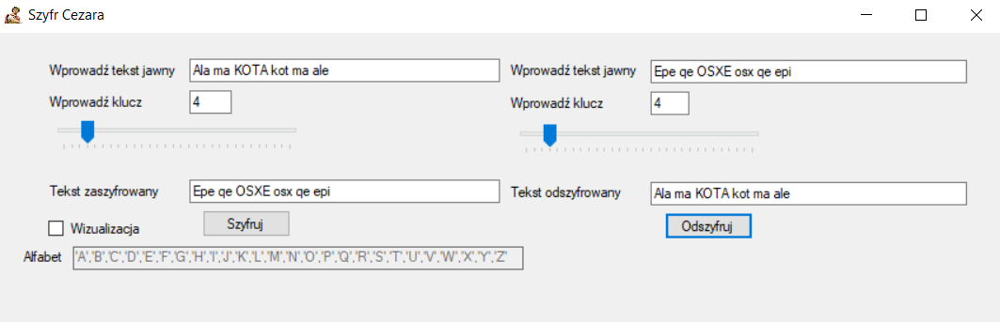 Szyfr Cezara
Wprowadź tekst jawny Ala ma KOTA kot ma ale
Wprowadź klucz 4
Tekst zaszyfrowany Epe qe OSXE osx qe epi
Wizualizacja Szyfruj
Alfabet 'A','B','C','D','E','F','G','H','I','J','K','L','M','N','O','P','Q','R','S','T','U','V','W','X','Y','Z'
Wprowadź tekst jawny Epe qe OSXE osx qe epi
Wprowadź klucz 4
Tekst odszyfrowany Ala ma KOTA kot ma ale
Odszyfruj